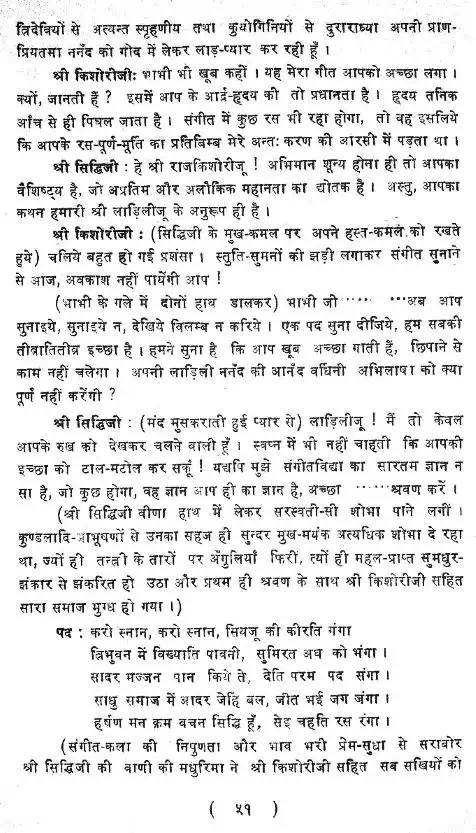 त्रिदेवियों से अत्यन्त स्पृहणीय तथा कुयोगिनियों से दुराराध्या अपनी प्राण-
प्रियतमा ननँद को गोद में लेकर लाड़-प्यार कर रही हूँ ।
श्री किशोरीजीः भाभी भी खूब कहीं । यह मेरा गीत आपको अच्छा लगा ।
क्यों, जानती हैं ? इसमें आप के आर्द्र-हृदय की तो प्रधानता है । हृदय तनिक
आँच से ही पिघल जाता है । संगीत में कुछ रस भी रहा होगा, तो वह इसलिये
कि आपके रस-पूर्ण-मूर्ति का प्रतिबिम्ब मेरे अन्तः करण की आरसी में पड़ता था ।
श्री सिद्धिजी : हे श्री राजकिशोरीजू ! अभिमान शून्य होना ही तो आपका
वैशिष्ट्य है, जो अप्रतिम और अलौकिक महानता का द्योतक है । अस्तु, आपका
कथन हमारी श्री लाड़िलीजू के अनुरूप ही है ।
श्री किशोरीजी : (सिद्धिजी के मुख-कमल पर अपने हस्त-कमल को रखते
हुये) चलिये बहुत हो गई प्रशंसा । स्तुति-सुमनों की झड़ी लगाकर संगीत सुनाने
से आज, अवकाश नहीं पायेंगी आप !
(भाभी के गले में दोनों हाथ डालकर) भाभी जी ...... ...अब आप
सुनाइये, सुनाइये न, देखिये विलम्ब न करिये । एक पद सुना दीजिये, हम सबकी
तीव्रातितीव्र इच्छा है । हमने सुना है कि आप खूब अच्छा गाती हैं, छिपाने से
काम नहीं चलेगा । अपनी लाड़िली ननँद की आनँद वर्धिनी अभिलाषा को क्या
पूर्ण नहीं करेंगी ?
श्री सिद्धिजी : (मंद मुसकराती हुई प्यार से) लाड़िलीजू ! मैं तो केवल
आपके रुख को देखकर चलने वाली हूँ । स्वप्न में भी नहीं चाहती कि आपकी
इच्छा को टाल-मटोल कर सकूँ ! यद्यपि मुझे संगीतविद्या का सारतम ज्ञान न
सा है, जो कुछ होगा, वह ज्ञान आप ही का ज्ञान है, अच्छा ......श्रवण करें ।
(श्री सिद्धिजी वीणा हाथ में लेकर सरस्वती-सी शोभा पाने लगीं ।
कुण्डलादि-आभूषणों से उनका सहज ही सुन्दर मुख-मयंक अत्यधिक शोभा दे रहा
था, ज्यों ही तन्त्री के तारों पर अँगुलियाँ फिरीं, त्यों ही महल-प्राप्त सुमधुर-
झंकार से झंकरित हो उठा और प्रथम ही श्रवण के साथ श्री किशोरीजी सहित
सारा समाज मुग्ध हो गया ।)
पद : करो स्नान, करो स्नान, सियजू की कीरति गंगा
त्रिभुवन में विख्याति पावनी, सुमिरत अघ को भंगा ।
सादर मज्जन पान किये ते, देति परम पद संगा ।
साधु समाज में आदर जेहिं बल, जीत भई जग जंगा ।
हर्षण मन क्रम वचन सिद्धि हूँ, सेइ चहति रस रंगा ।
(संगीत-कला की निपुणता और भाव भरी प्रेम-सुधा से सराबोर
श्री सिद्धिजी की वाणी की मधुरिमा ने श्री किशोरीजी सहित सब सखियों को
( ५१ )